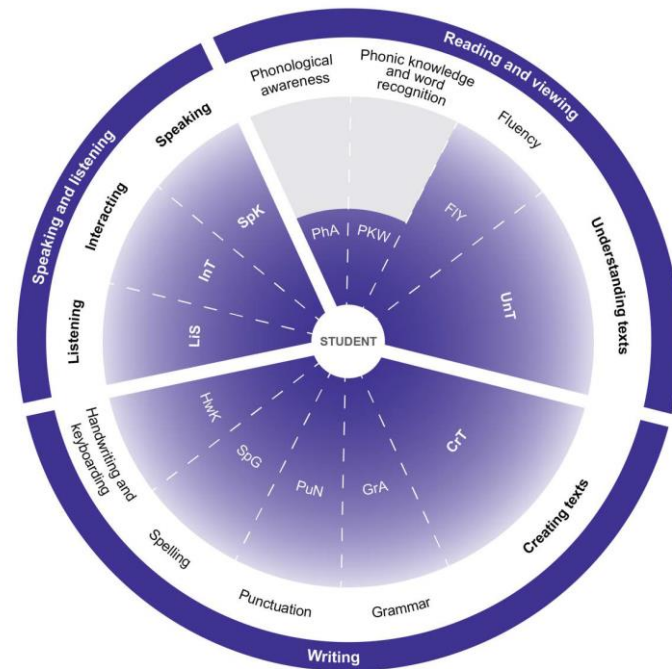 Reading and viewing
Phonological
awareness
Phonic knowledge
and word
recognition
Fluency
Understanding texts
Speaking and listening
Speaking
Interacting
Listening
SpK
InT
LiS
PhA
PKW
FlY
UnT
STUDENT
HwK
SpG
PuN
GrA
CrT
Handwriting and
keyboarding
Spelling
Punctuation
Grammar
Creating texts
Writing